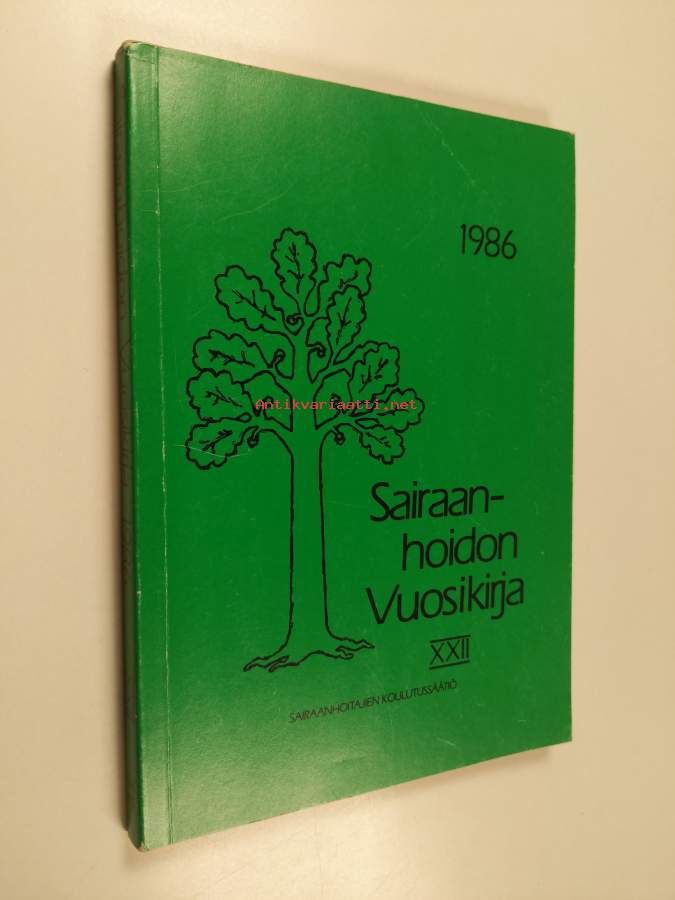 1986
Antikvariaatti.net
Sairaan-
hoidon
Vuosikirja
XXII
SAIRAANHOITAJIEN KOULUTUSSÄÄTIÖ